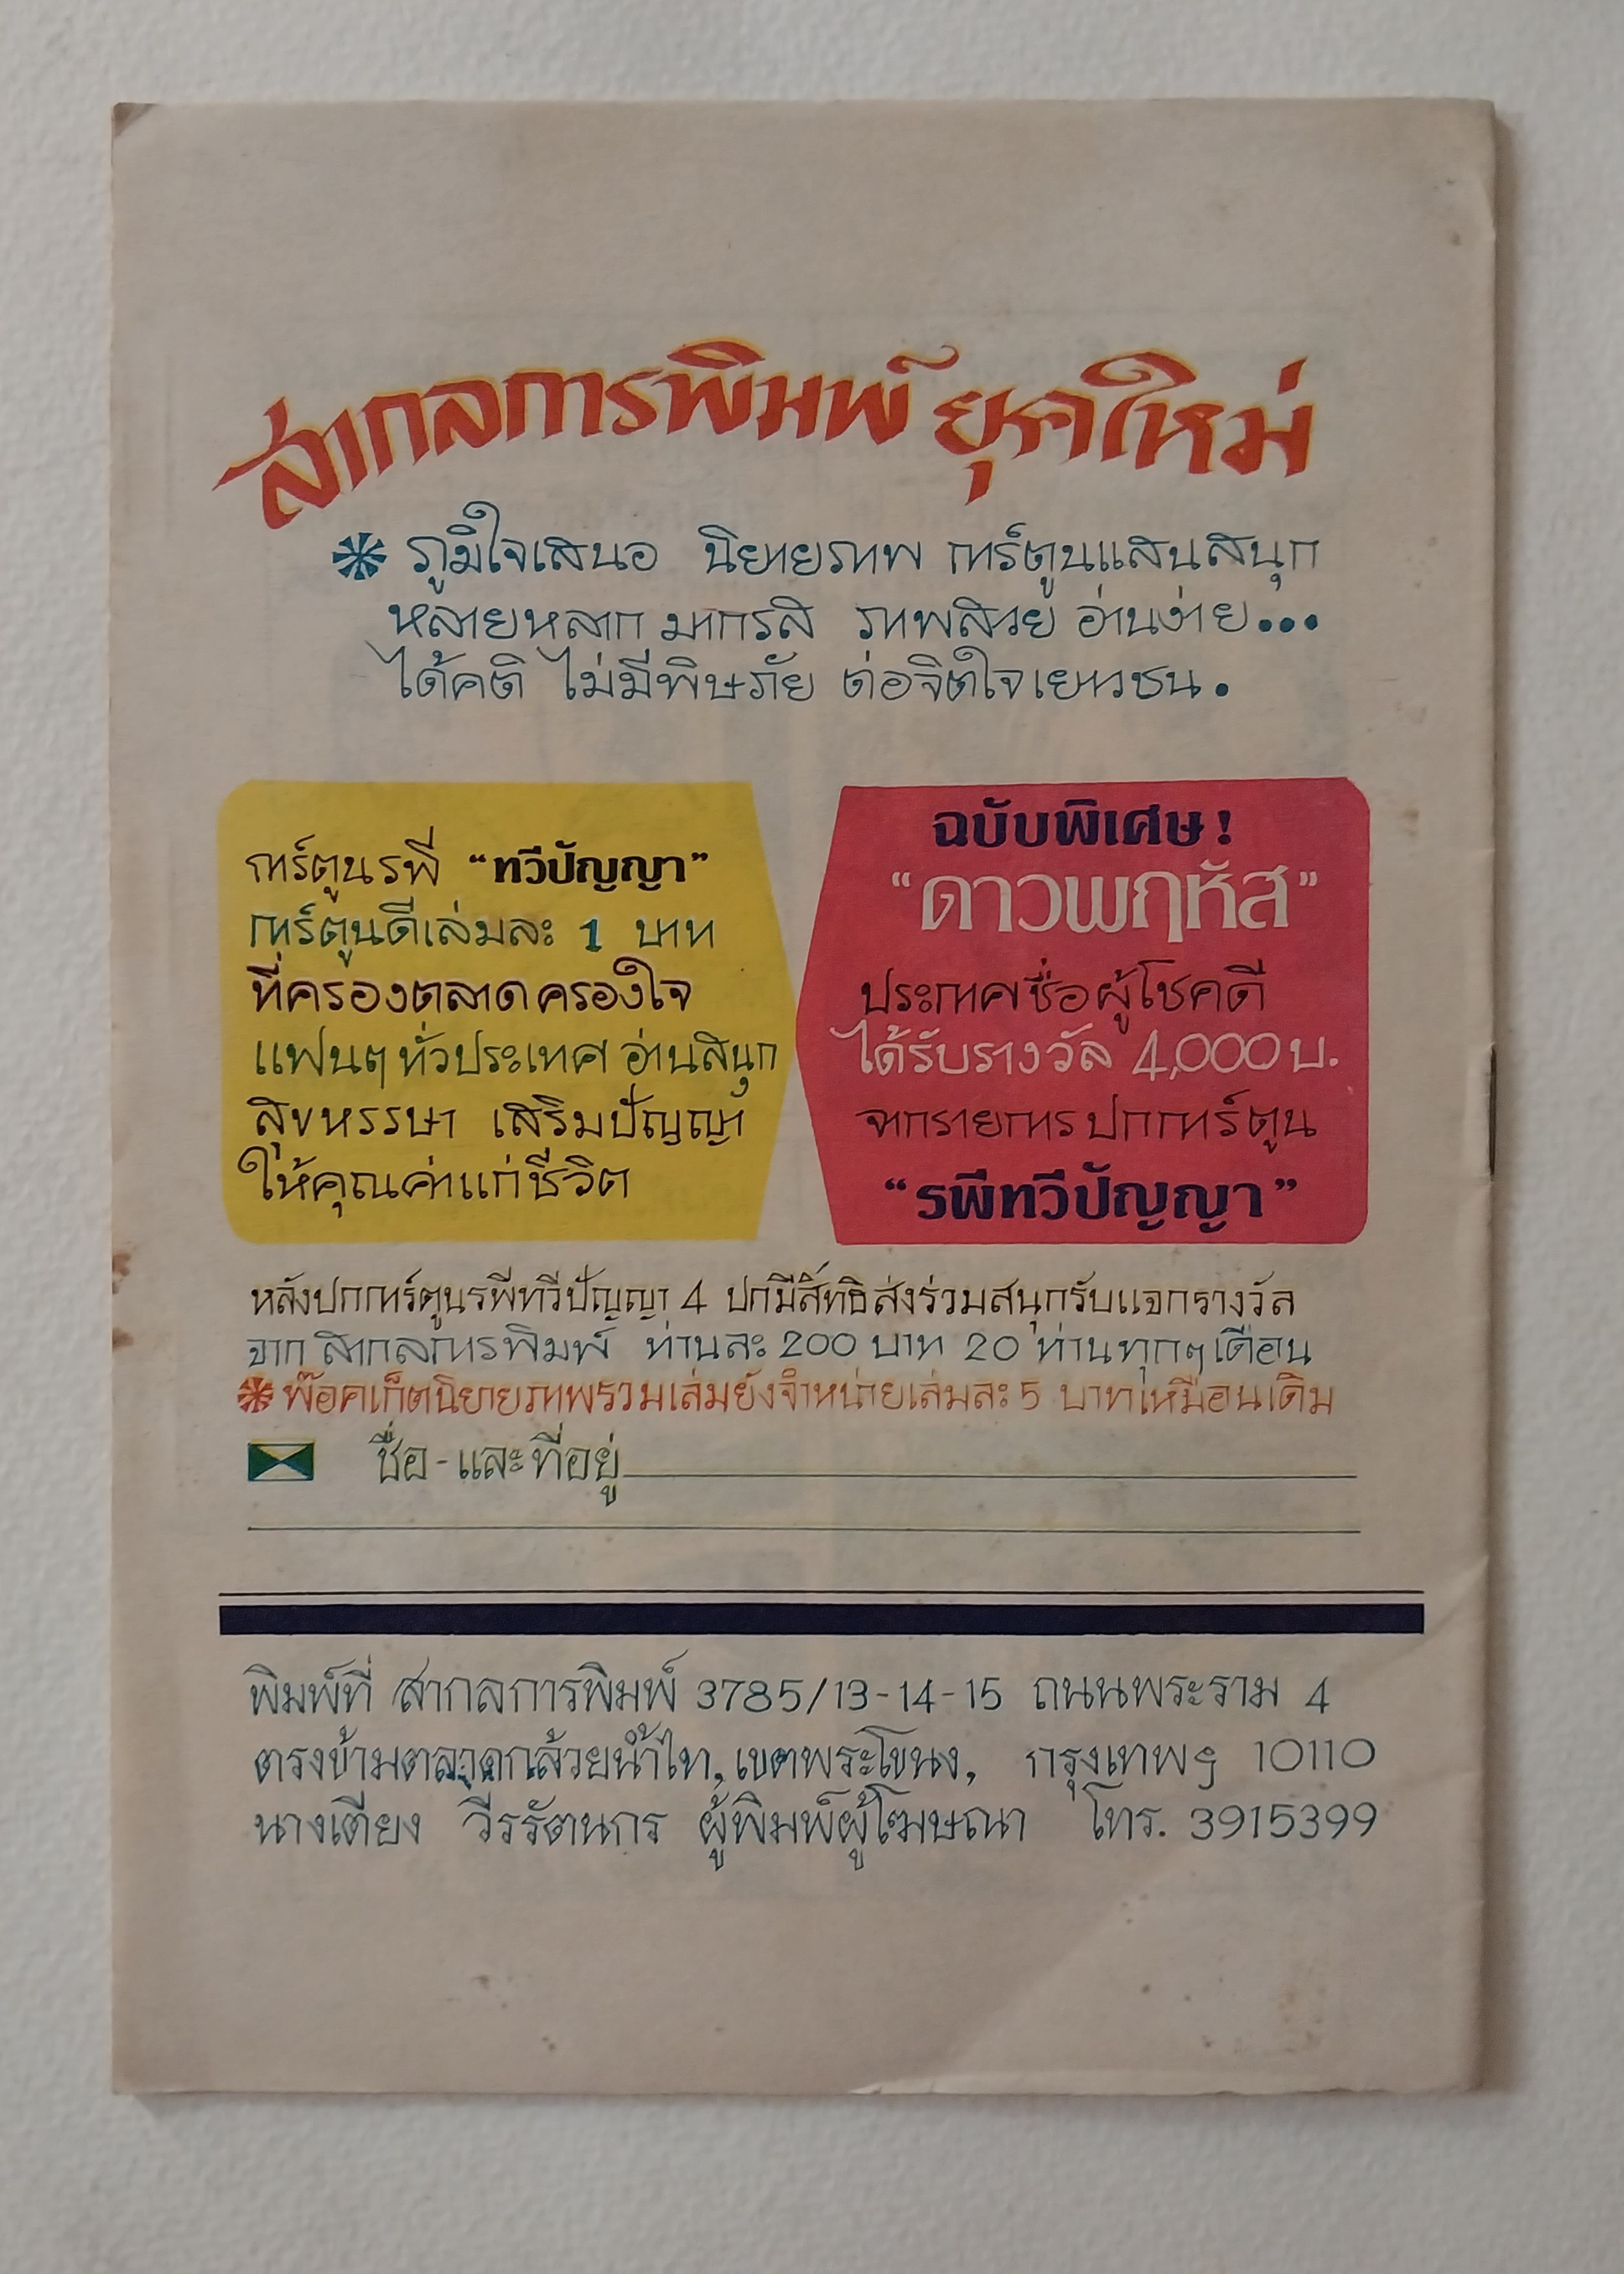 สากลการพิมพ์ ยุคใหม่
ภูมิใจเสนอ นิยายภาพ การ์ตูนแสนสนุก
หลายหลาก มากรส ภาพสวย อ่านง่าย...
ได้คติ ไม่มีพิษภัย ต่อจิตใจเยาวชน.
การ์ตูนรพี "ทวีปัญญา"
การ์ตูนดีเล่มละ 1 บาท
ที่ครองตลาดครองใจ
แฟนๆ ทั่วประเทศ อ่านสนุก
สุขหรรษา เสริมปัญญา
ให้คุณค่าแก่ชีวิต
ฉบับพิเศษ!
"ดาวพฤหัส"
ประกาศชื่อผู้โชคดี
ได้รับรางวัล 4,000 บ.
จากรายการ ปกการ์ตูน
"รพีทวีปัญญา"
หลังปกการ์ตูนรพีทวีปัญญา 4 ปกมีสิทธิส่งร่วมสนุกรับแจกรางวัล
จาก สากลการพิมพ์ ท่านละ 200 บาท 20 ท่านทุกๆ เดือน
พ๊อคเก็ตนิยายภาพรวมเล่มยังจำหน่ายเล่มละ 5 บาทเหมือนเดิม
ชื่อ-และที่อยู่
พิมพ์ที่ สากลการพิมพ์ 3785/13-14-15 ถนนพระราม 4
ตรงข้ามตลาดกล้วยน้ำไท, เขตพระโขนง, กรุงเทพฯ 10110
นางเตียง วีรรัตนกร ผู้พิมพ์ผู้โฆษณา โทร. 3915399